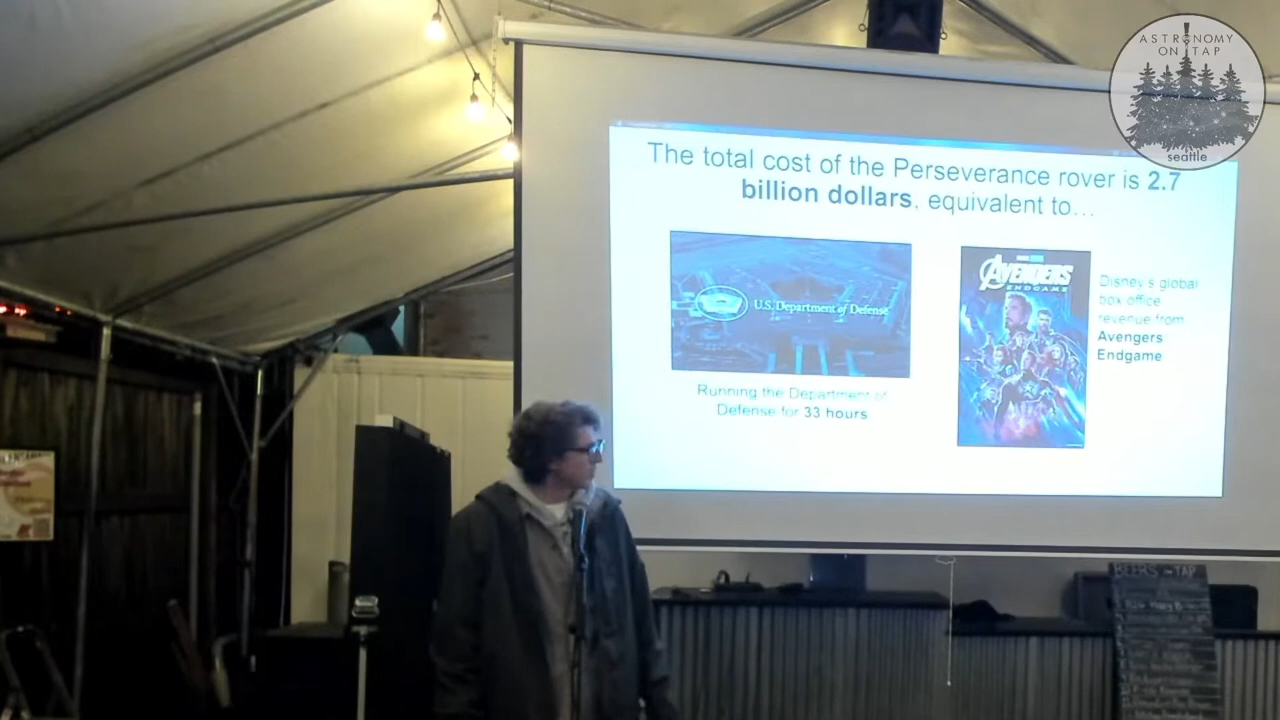 ASTRONOMY
ON TAP
seattle
The total cost of the Perseverance rover is 2.7
billion dollars, equivalent to...
U.S. Department of Defense
AVENGERS
ENDGAME
Disney's global
box office
revenue from
Avengers
Endgame
Running the Department of
Defense for 33 hours
BEERS on TAP